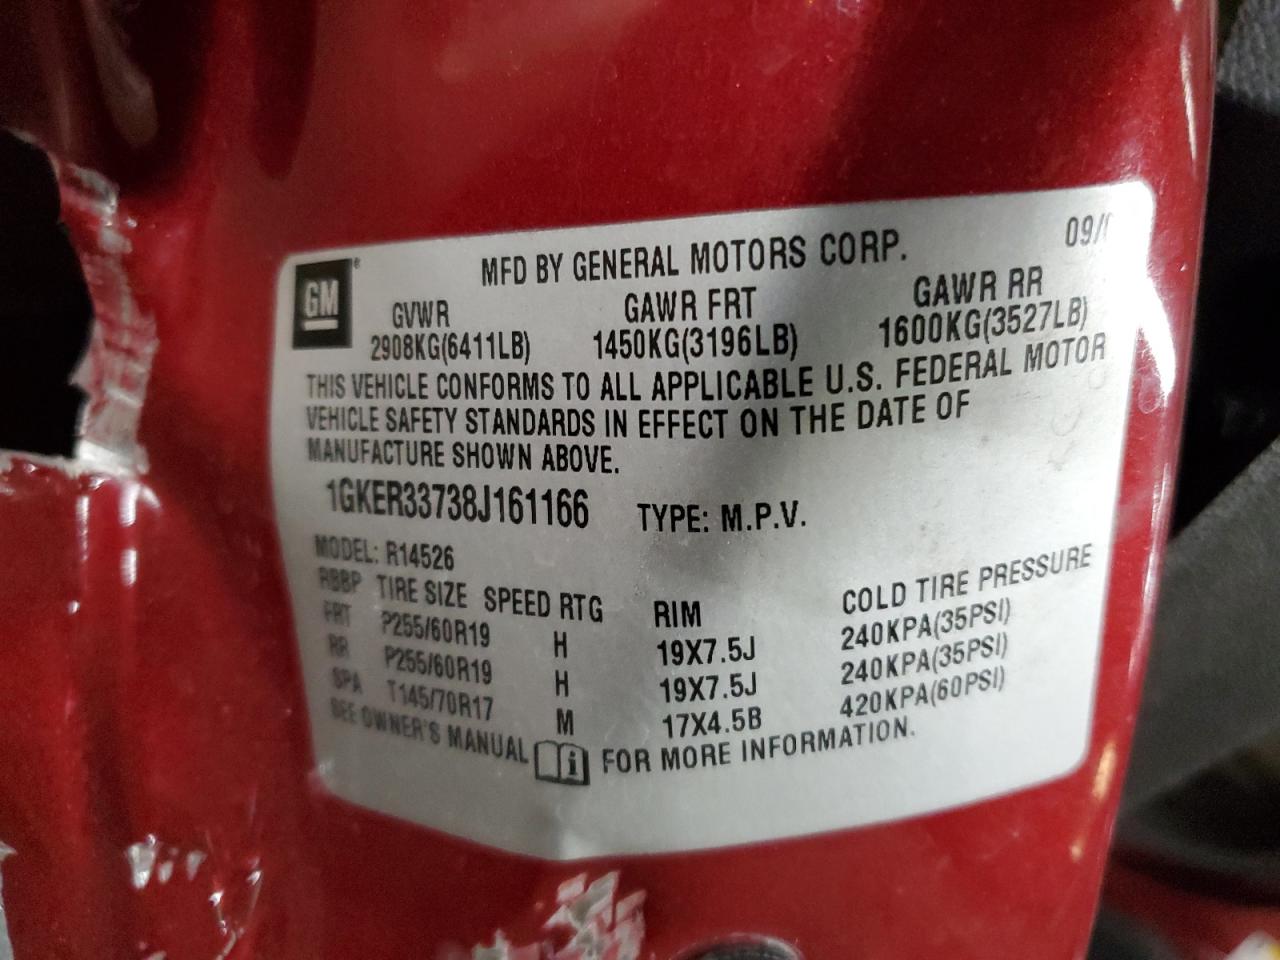 09/
MFD BY GENERAL MOTORS CORP.
GM
GVWR GAWR FRT GAWR RR
2908KG(6411LB) 1450KG(3196LB) 1600KG(3527LB)
THIS VEHICLE CONFORMS TO ALL APPLICABLE U.S. FEDERAL MOTOR
VEHICLE SAFETY STANDARDS IN EFFECT ON THE DATE OF
MANUFACTURE SHOWN ABOVE.
1GKER33738J161166 TYPE: M.P.V.
MODEL: R14526
RBBP TIRE SIZE SPEED RTG RIM COLD TIRE PRESSURE
FRT P255/60R19 H 19X7.5J 240KPA(35PSI)
RR P255/60R19 H 19X7.5J 240KPA(35PSI)
SPA T145/70R17 M 17X4.5B 420KPA(60PSI)
SEE OWNER'S MANUAL i FOR MORE INFORMATION.